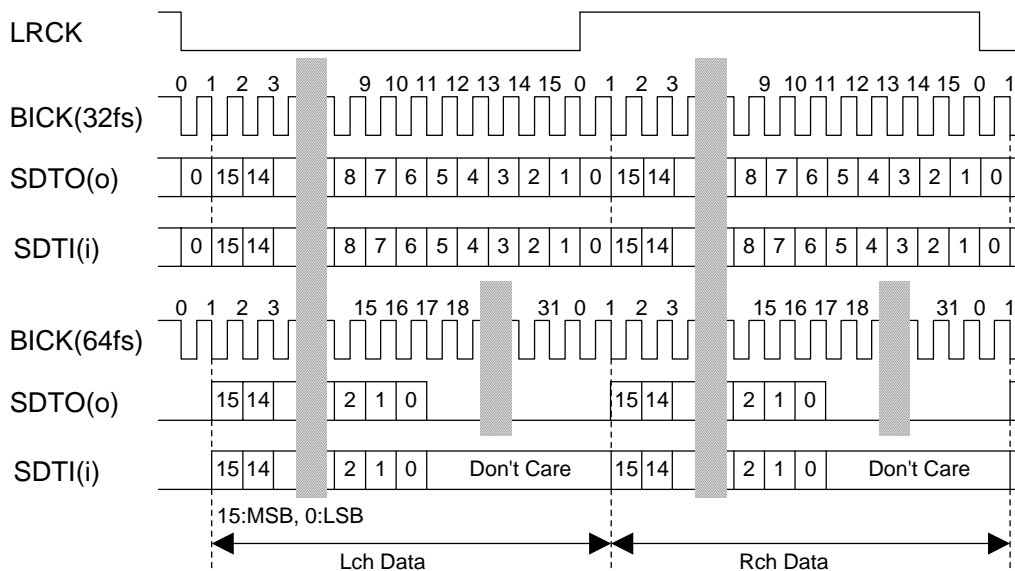 LRCK
0 1 2 3 9 10 11 12 13 14 15 0 1 2 3 9 10 11 12 13 14 15 0 1
BICK(32fs)
SDTO(o) 0 15 14 8 7 6 5 4 3 2 1 0 15 14 8 7 6 5 4 3 2 1 0
SDTI(i) 0 15 14 8 7 6 5 4 3 2 1 0 15 14 8 7 6 5 4 3 2 1 0
0 1 2 3 15 16 17 18 31 0 1 2 3 15 16 17 18 31 0 1
BICK(64fs)
SDTO(o) 15 14 2 1 0 15 14 2 1 0
SDTI(i) 15 14 2 1 0 Don't Care 15 14 2 1 0 Don't Care
15:MSB, 0:LSB
Lch Data Rch Data